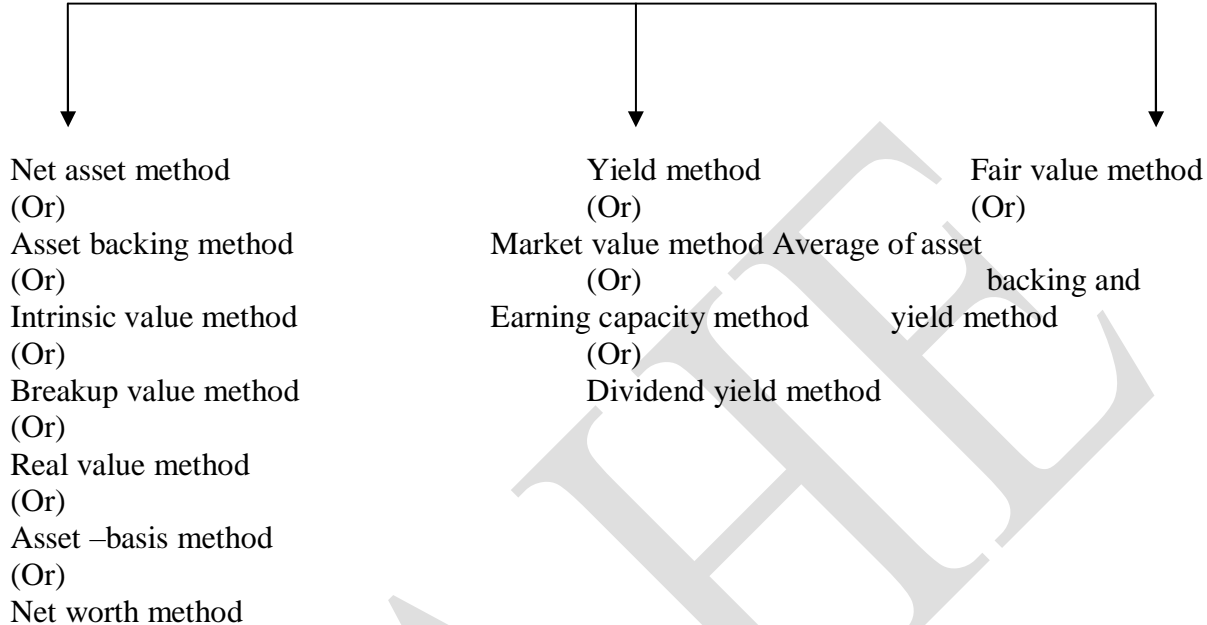 Net asset method Yield method Fair value method
(Or) (Or) (Or)
Asset backing method Market value method Average of asset
(Or) (Or) backing and
Intrinsic value method Earning capacity method yield method
(Or) (Or)
Breakup value method Dividend yield method
(Or)
Real value method
(Or)
Asset –basis method
(Or)
Net worth method